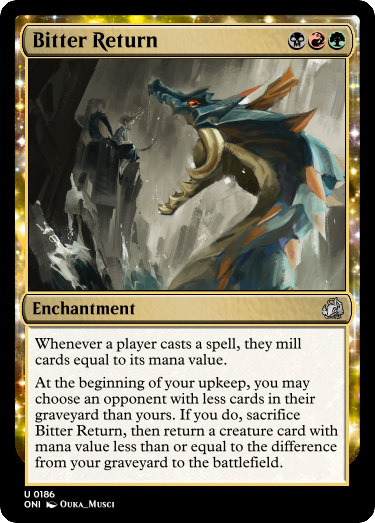 Bitter Return
Enchantment
Whenever a player casts a spell, they mill
cards equal to its mana value.
At the beginning of your upkeep, you may
choose an opponent with less cards in their
graveyard than yours. If you do, sacrifice
Bitter Return, then return a creature card with
mana value less than or equal to the difference
from your graveyard to the battlefield.
U 0186
ONI Ouka_Musci